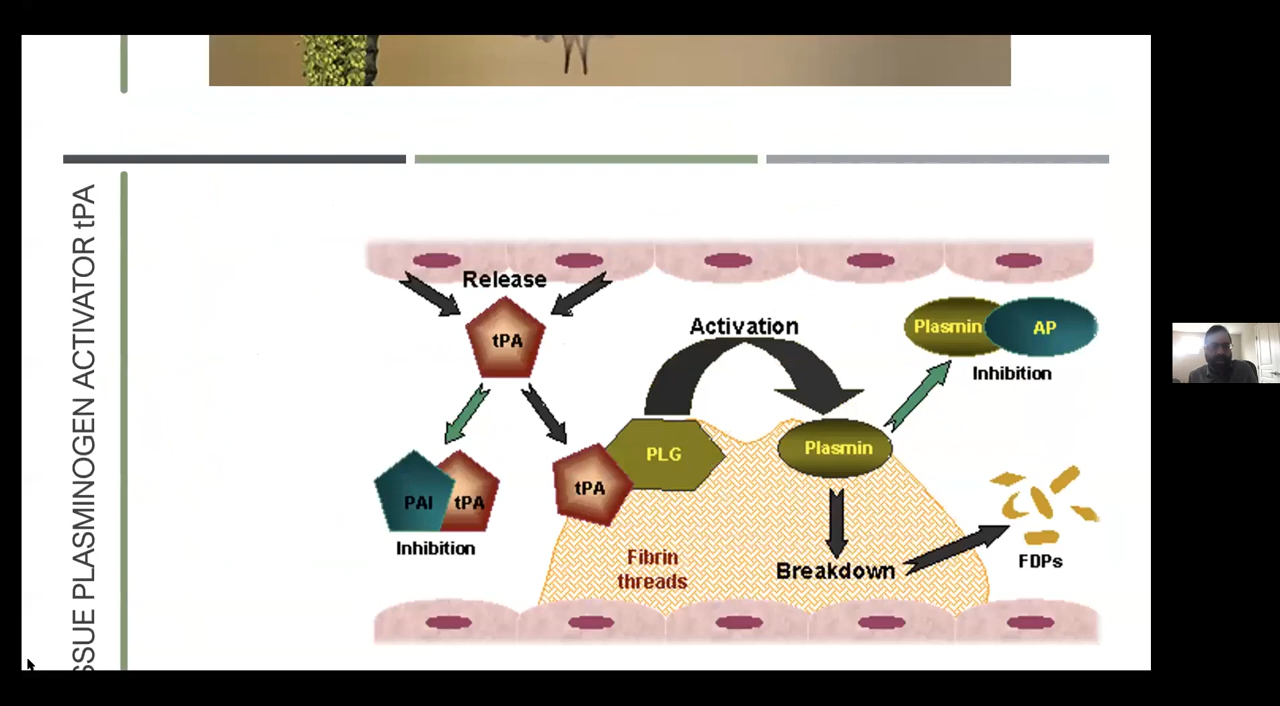 SSUE PLASMINOGEN ACTIVATOR tPA
Release
tPA
Activation
Plasmin
AP
Inhibition
PLG
Plasmin
PAI
tPA
tPA
Inhibition
Fibrin
threads
Breakdown
FDPs